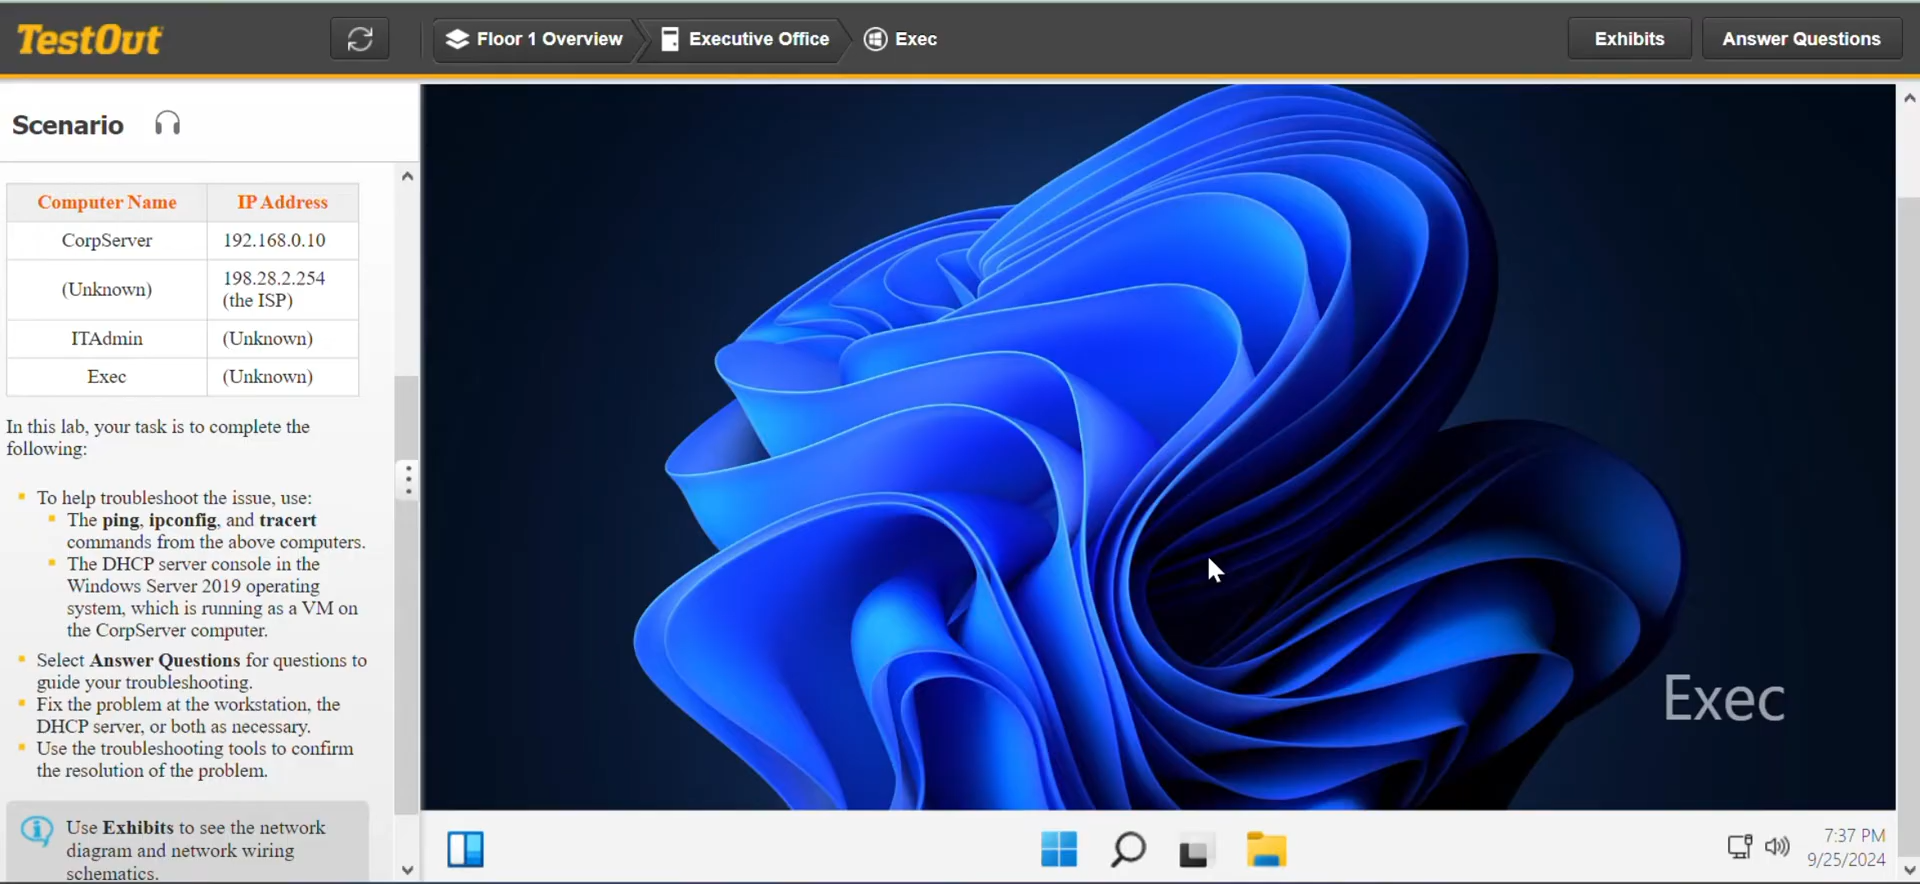 TestOut
Floor 1 Overview
Executive Office
Exec
Exhibits
Answer Questions
Scenario
Computer Name IP Address
CorpServer 192.168.0.10
(Unknown) 198.28.2.254
(the ISP)
ITAdmin (Unknown)
Exec (Unknown)
In this lab, your task is to complete the
following:
To help troubleshoot the issue, use:
The ping, ipconfig, and tracert
commands from the above computers.
The DHCP server console in the
Windows Server 2019 operating
system, which is running as a VM on
the CorpServer computer.
Select Answer Questions for questions to
guide your troubleshooting.
Fix the problem at the workstation, the
DHCP server, or both as necessary.
Use the troubleshooting tools to confirm
the resolution of the problem.
Use Exhibits to see the network
diagram and network wiring
schematics.
Exec
7:37 PM
9/25/2024